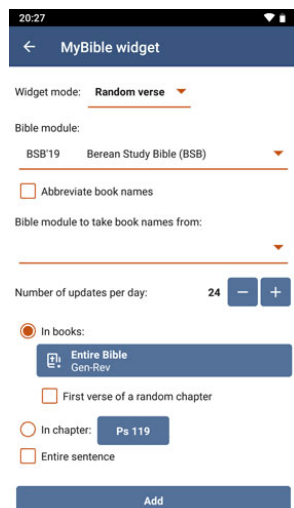 20:27
MyBible widget
Widget mode: Random verse
Bible module:
BSB'19 Berean Study Bible (BSB)
Abbreviate book names
Bible module to take book names from:
Number of updates per day: 24 − +
In books:
Entire Bible
Gen-Rev
First verse of a random chapter
In chapter: Ps 119
Entire sentence
Add